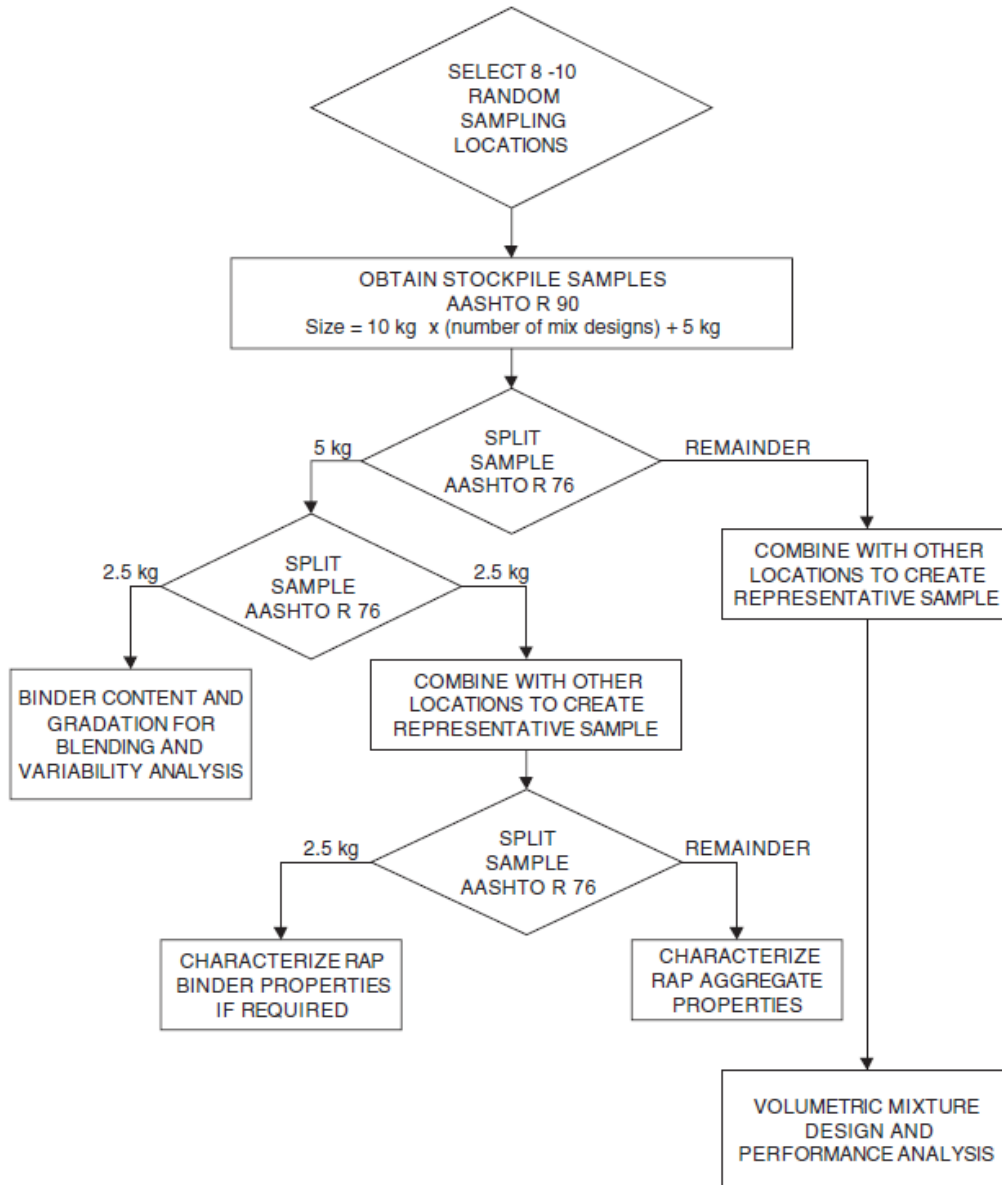 SELECT 8 -10
RANDOM
SAMPLING
LOCATIONS
OBTAIN STOCKPILE SAMPLES
AASHTO R 90
Size = 10 kg x (number of mix designs) + 5 kg
5 kg
SPLIT
SAMPLE
AASHTO R 76
REMAINDER
2.5 kg
SPLIT
SAMPLE
AASHTO R 76
2.5 kg
COMBINE WITH OTHER
LOCATIONS TO CREATE
REPRESENTATIVE SAMPLE
BINDER CONTENT AND
GRADATION FOR
BLENDING AND
VARIABILITY ANALYSIS
COMBINE WITH OTHER
LOCATIONS TO CREATE
REPRESENTATIVE SAMPLE
2.5 kg
SPLIT
SAMPLE
AASHTO R 76
REMAINDER
CHARACTERIZE RAP
BINDER PROPERTIES
IF REQUIRED
CHARACTERIZE
RAP AGGREGATE
PROPERTIES
VOLUMETRIC MIXTURE
DESIGN AND
PERFORMANCE ANALYSIS